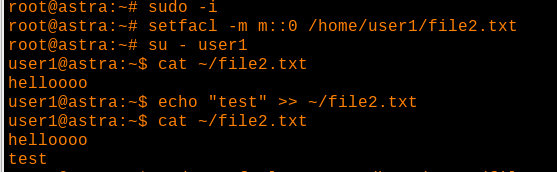 root@astra:~# sudo -i
root@astra:~# setfacl -m m::0 /home/user1/file2.txt
root@astra:~# su - user1
user1@astra:~$ cat ~/file2.txt
helloooo
user1@astra:~$ echo "test" >> ~/file2.txt
user1@astra:~$ cat ~/file2.txt
helloooo
test